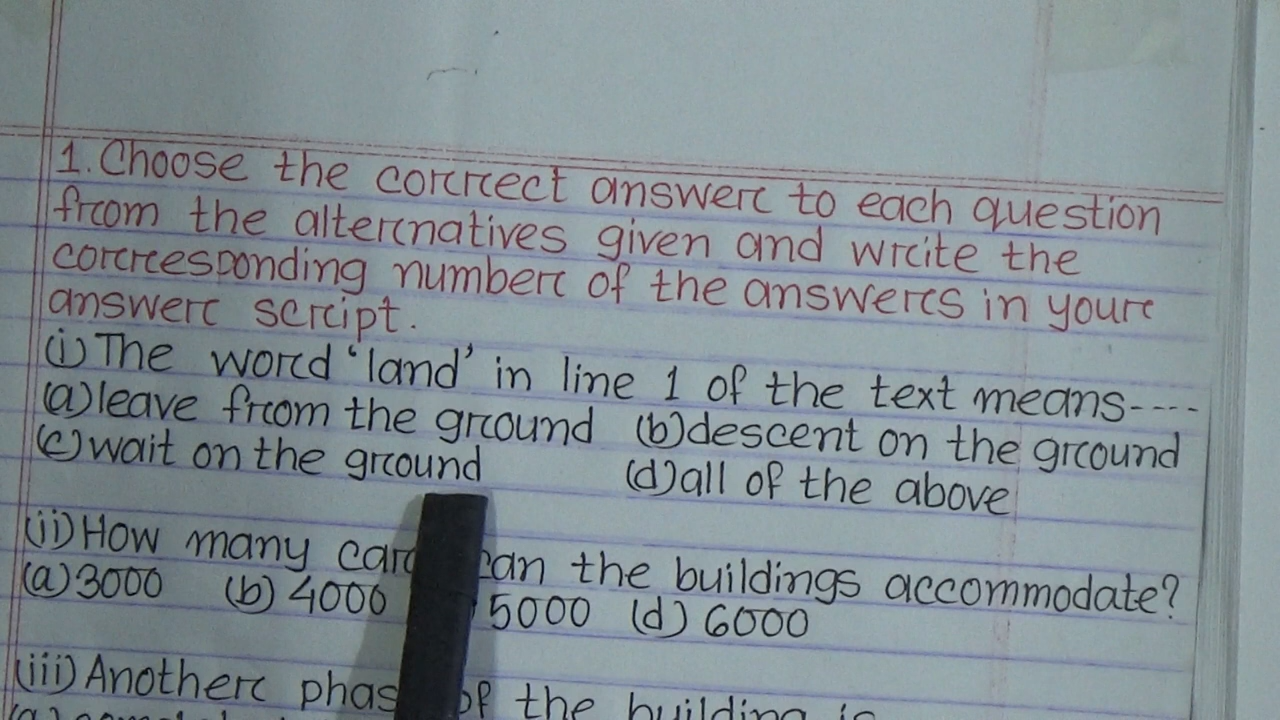 1. Choose the correct answer to each question
from the alternatives given and write the
corresponding number of the answers in your
answer script.
(i) The word 'land' in line 1 of the text means----
(a) leave from the ground (b) descent on the ground
(c) wait on the ground (d) all of the above
(ii) How many can the buildings accommodate?
(a) 3000 (b) 4000 5000 (d) 6000
(iii) Another of the building is